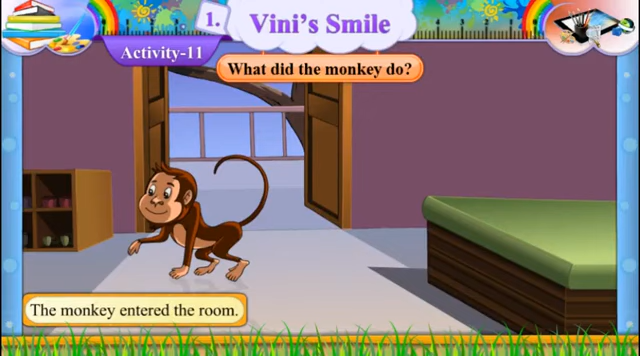 1. Vini's Smile
Activity-11
What did the monkey do?
The monkey entered the room.